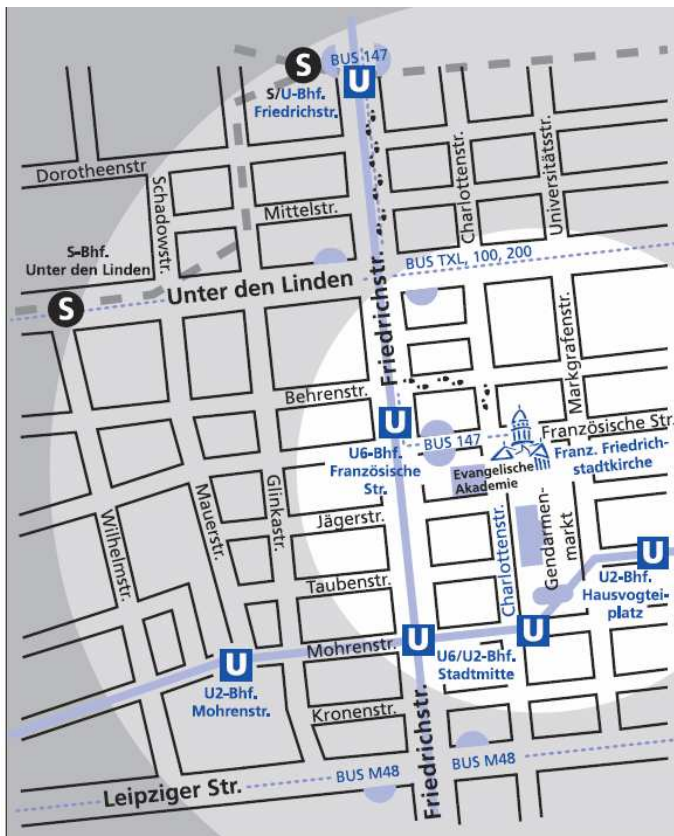 BUS 147
S
U
S/U-Bhf.
Friedrichstr.
Dorotheenstr
Schadowstr.
Mittelstr.
Charlottenstr.
Universitätsstr.
S-Bhf.
Unter den Linden
S
Unter den Linden
BUS TXL, 100, 200
Friedrichstr.
Markgrafenstr.
Behrenstr.
U
BUS 147
Französische Str.
U6-Bhf.
Französische
Str.
Evangelische
Akademie
Franz. Friedrich-
stadtkirche
Wilhelmstr.
Mauerstr.
Glinkastr.
Jägerstr.
Charlottenstr.
Gendarmen-
markt
U
U2-Bhf.
Hausvogtei-
platz
Taubenstr.
Mohrenstr.
U
U
U
U2-Bhf.
Mohrenstr.
U6/U2-Bhf.
Stadtmitte
Kronenstr.
Friedrichstr.
Leipziger Str.
BUS M48
BUS M48